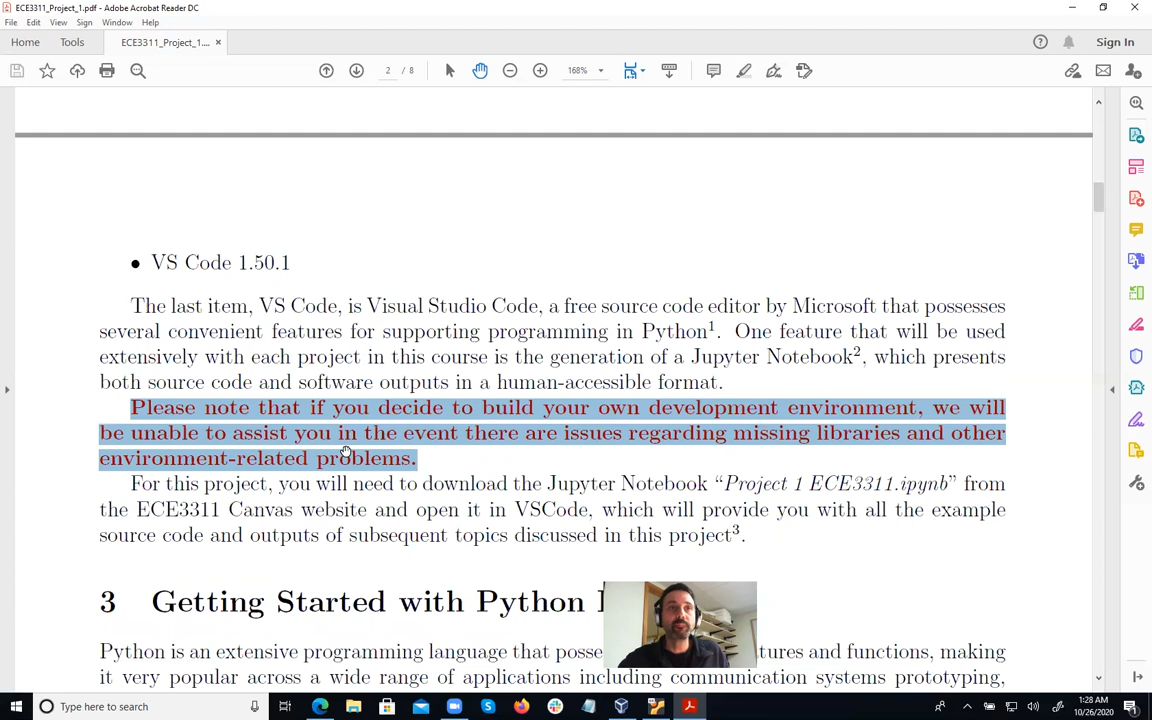 ECE3311_Project_1.pdf - Adobe Acrobat Reader DC
File Edit View Sign Window Help
Home Tools ECE3311_Project_1.... × Sign In
2 / 8 168%
• VS Code 1.50.1
The last item, VS Code, is Visual Studio Code, a free source code editor by Microsoft that possesses
several convenient features for supporting programming in Python1. One feature that will be used
extensively with each project in this course is the generation of a Jupyter Notebook2, which presents
both source code and software outputs in a human-accessible format.
Please note that if you decide to build your own development environment, we will
be unable to assist you in the event there are issues regarding missing libraries and other
environment-related problems.
For this project, you will need to download the Jupyter Notebook “Project 1 ECE3311.ipynb” from
the ECE3311 Canvas website and open it in VSCode, which will provide you with all the example
source code and outputs of subsequent topics discussed in this project3.
3 Getting Started with Python
Python is an extensive programming language that posse tures and functions, making
it very popular across a wide range of applications including communication systems prototyping,
Type here to search
1:28 AM
10/26/2020